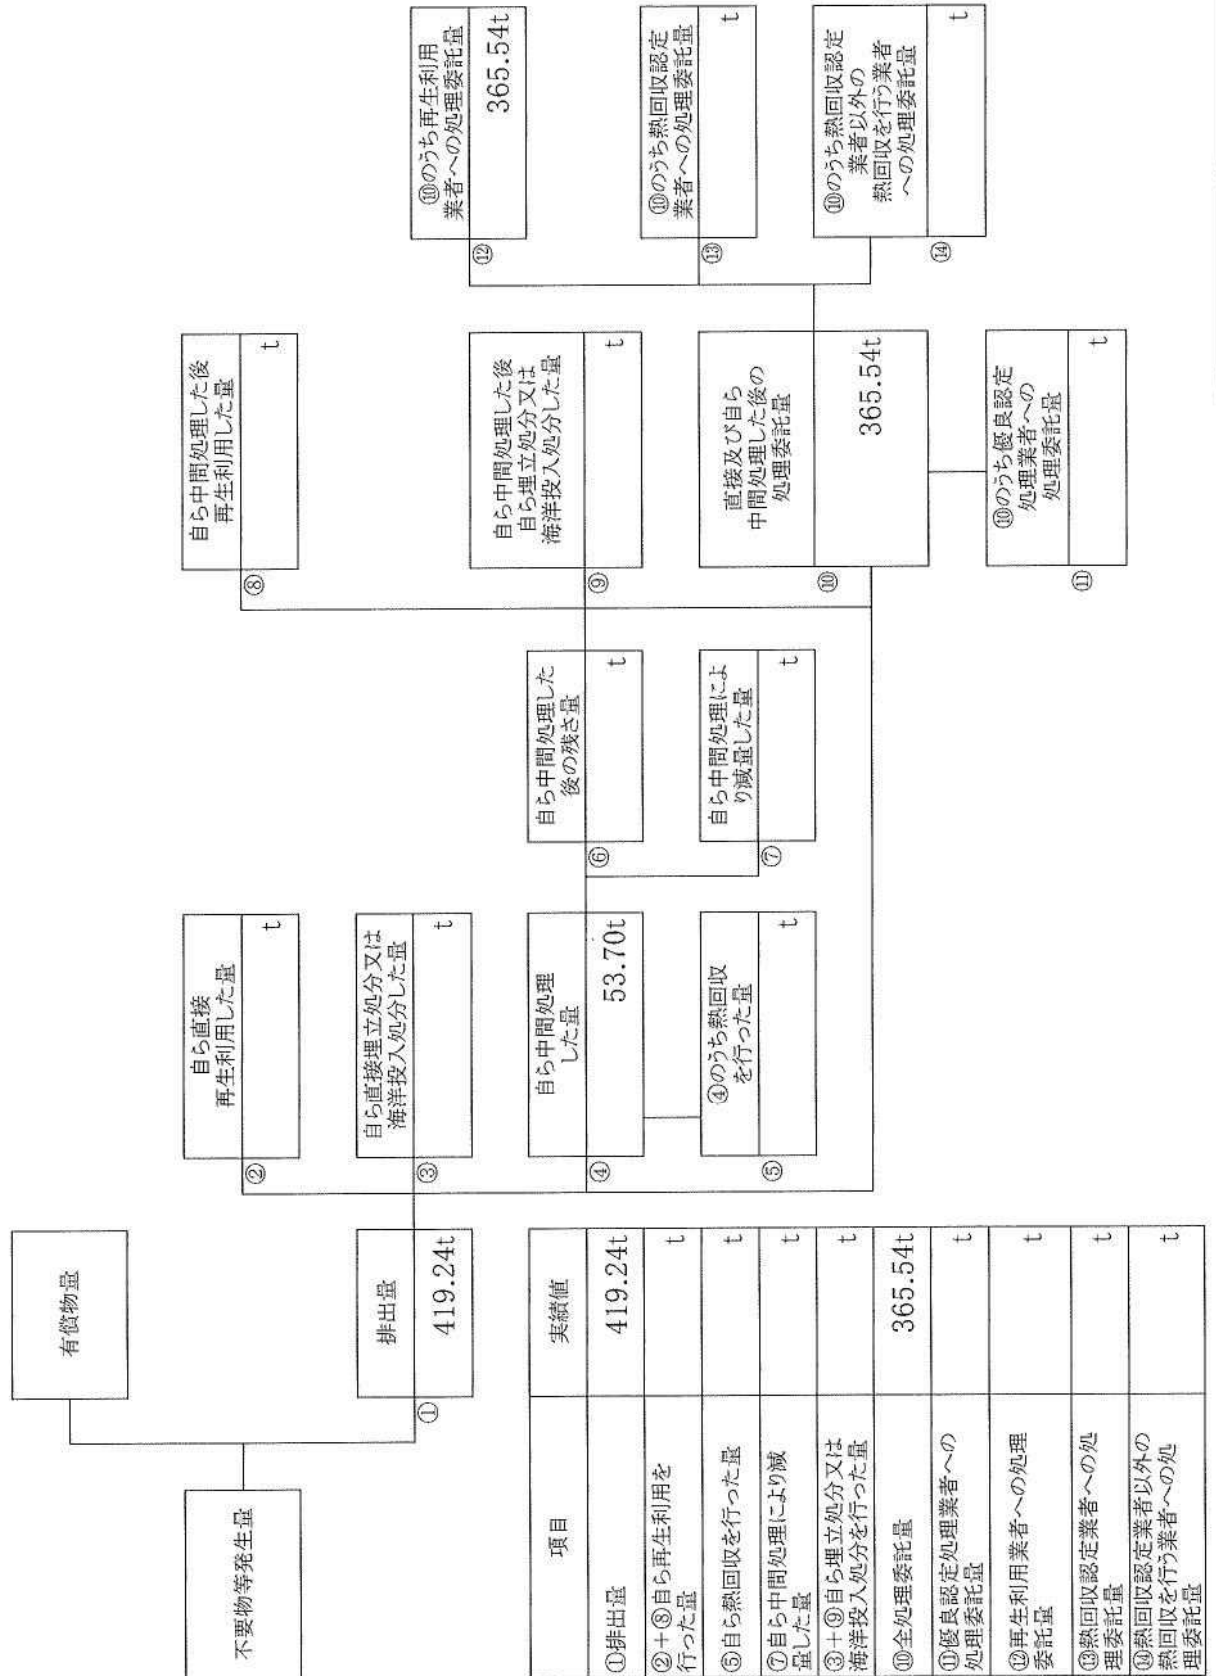 不要物等発生量
有償物量
①
排出量
419.24t
②
自ら直接
再生利用した量
t
③
自ら直接埋立処分又は
海洋投入処分した量
t
④
自ら中間処理
した量
53.70t
⑤
④のうち熱回収
を行った量
t
⑥
自ら中間処理した
後の残さ量
t
⑦
自ら中間処理によ
り減量した量
t
⑧
自ら中間処理した後
再生利用した量
t
⑨
自ら中間処理した後
自ら埋立処分又は
海洋投入処分した量
t
⑩
直接及び自ら
中間処理した後の
処理委託量
365.54t
⑪
⑩のうち優良認定
処理業者への
処理委託量
t
⑫
⑩のうち再生利用
業者への処理委託量
365.54t
⑬
⑩のうち熱回収認定
業者への処理委託量
t
⑭
⑩のうち熱回収認定
業者以外の
熱回収を行う業者
への処理委託量
t
項目 実績値
①排出量 419.24t
②+⑧自ら再生利用を
行った量
t
⑤自ら熱回収を行った量 t
⑦自ら中間処理により減
量した量
t
③+⑨自ら埋立処分又は
海洋投入処分を行った量
t
⑩全処理委託量 365.54t
⑪優良認定処理業者への
処理委託量
t
⑫再生利用業者への処理
委託量
t
⑬熱回収認定業者への処
理委託量
t
⑭熱回収認定業者以外の
熱回収を行う業者への処
理委託量
t